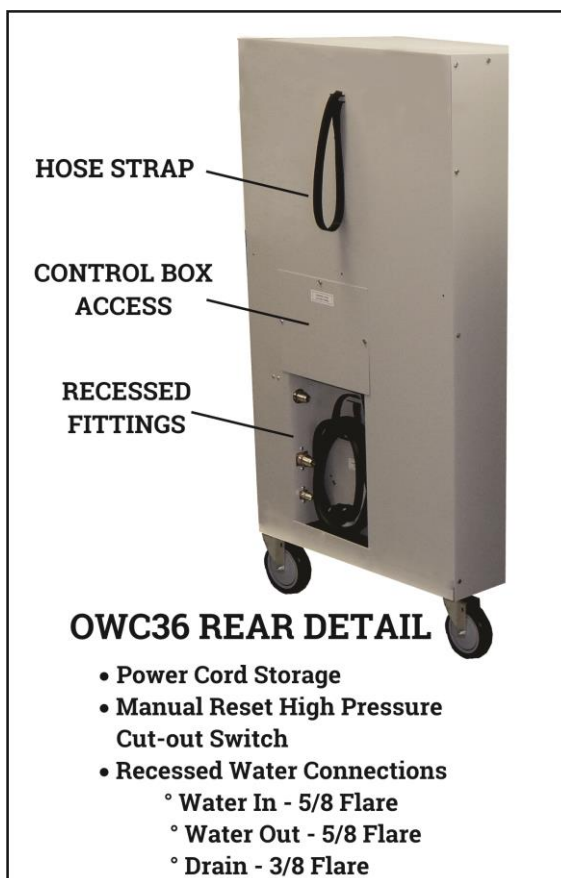 HOSE STRAP
CONTROL BOX
ACCESS
RECESSED
FITTINGS
OWC36 REAR DETAIL
• Power Cord Storage
• Manual Reset High Pressure
Cut-out Switch
• Recessed Water Connections
° Water In - 5/8 Flare
° Water Out - 5/8 Flare
° Drain - 3/8 Flare